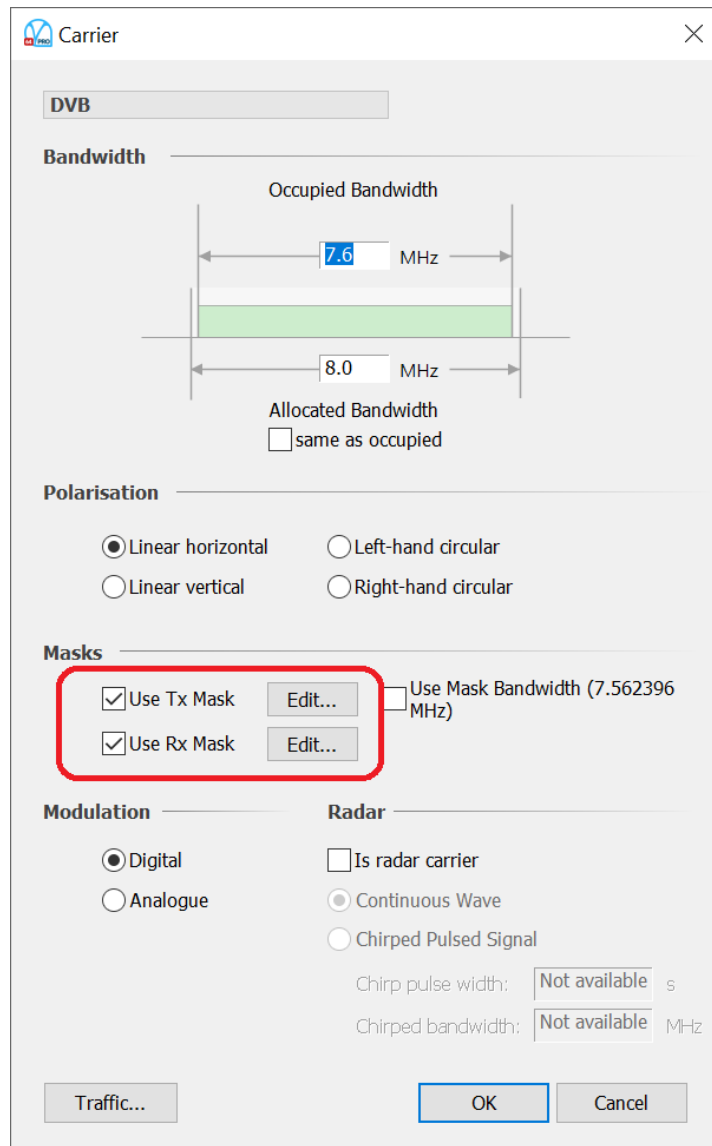 Carrier
DVB
Bandwidth
Occupied Bandwidth
7.6 MHz
8.0 MHz
Allocated Bandwidth
same as occupied
Polarisation
Linear horizontal Left-hand circular
Linear vertical Right-hand circular
Masks
Use Tx Mask Edit... Use Mask Bandwidth (7.562396
MHz)
Use Rx Mask Edit...
Modulation Radar
Digital Is radar carrier
Analogue Continuous Wave
Chirped Pulsed Signal
Chirp pulse width: Not available s
Chirped bandwidth: Not available MHz
Traffic... OK Cancel